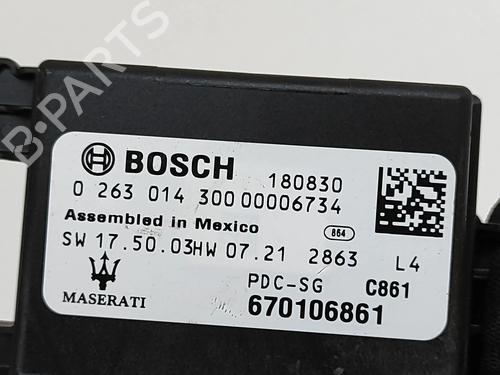 B-PARTS
BOSCH 180830
0 263 014 300 00006734
Assembled in Mexico 864
SW 17.50.03HW 07.21 2863 L4
PDC-SG C861
MASERATI 670106861